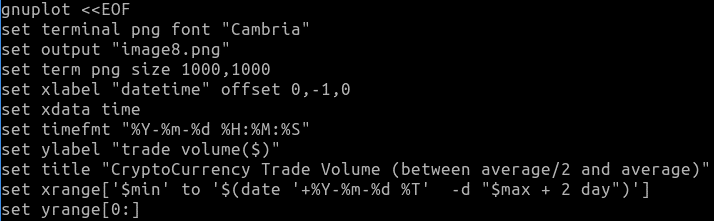 gnuplot <<EOF
set terminal png font "Cambria"
set output "image8.png"
set term png size 1000,1000
set xlabel "datetime" offset 0,-1,0
set xdata time
set timefmt "%Y-%m-%d %H:%M:%S"
set ylabel "trade volume($)"
set title "CryptoCurrency Trade Volume (between average/2 and average)"
set xrange['$min' to '$(date '+%Y-%m-%d %T'  -d "$max + 2 day")']
set yrange[0:]